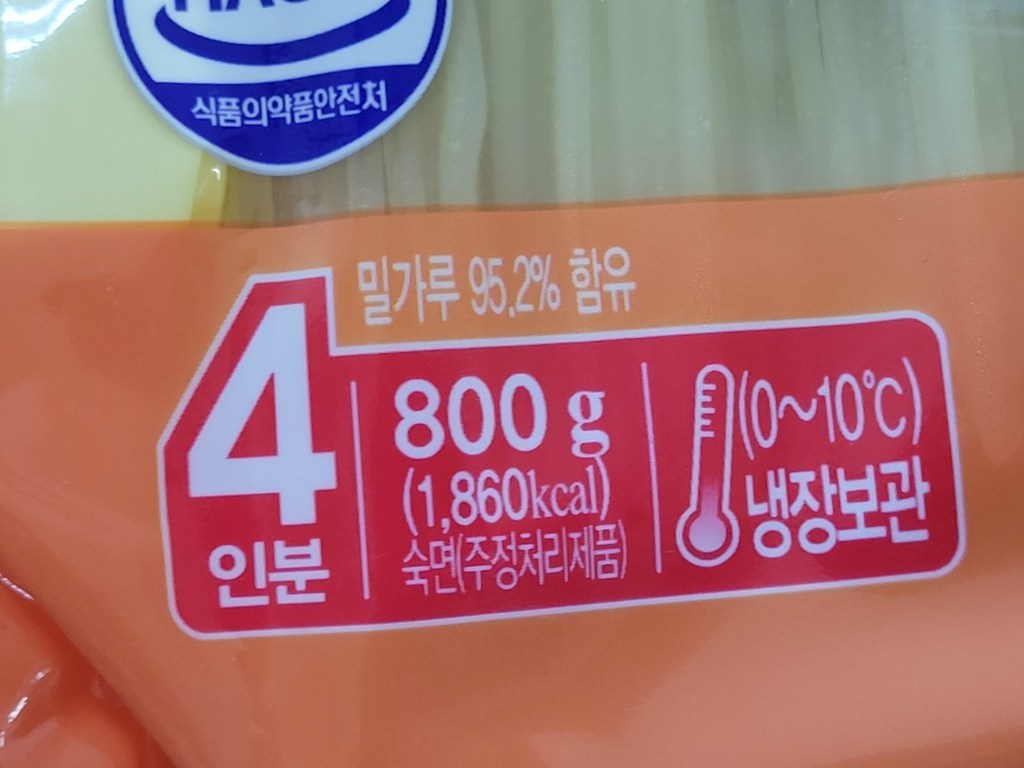 식품의약품안전처
밀가루 95.2% 함유
4
인분
800 g
(1,860kcal)
숙면(주정처리제품)
(0~10℃)
냉장보관